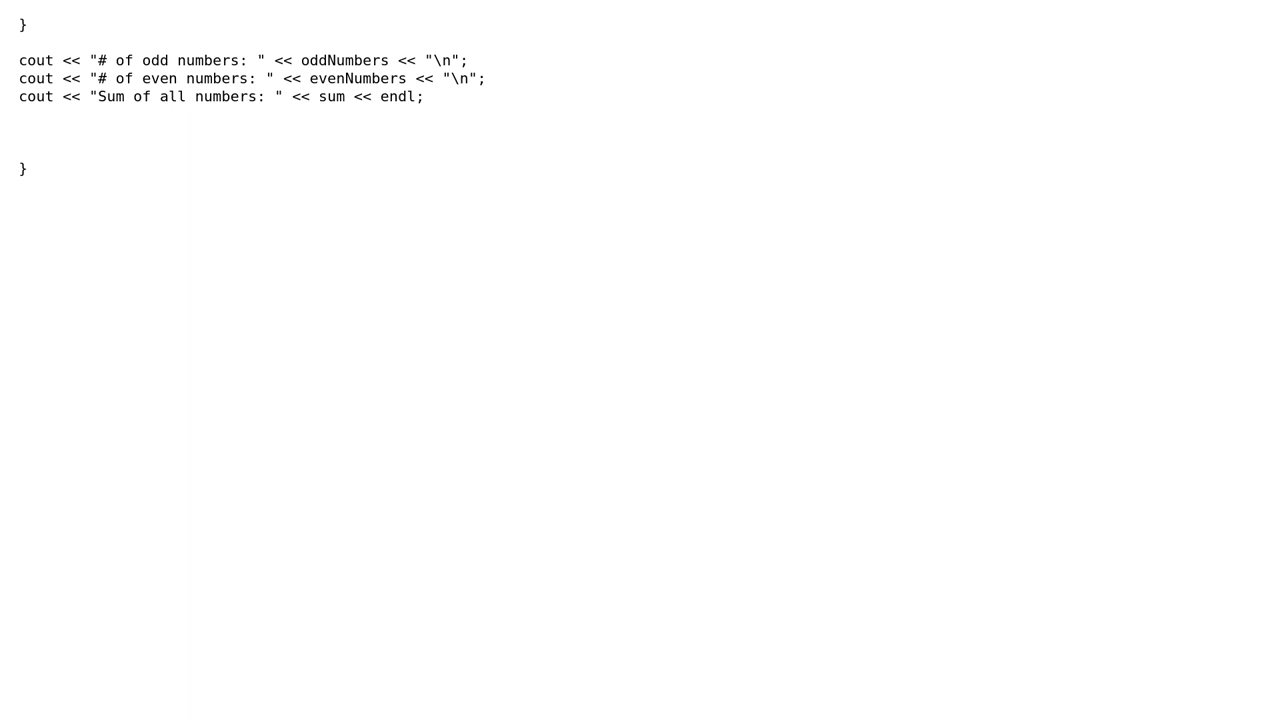 }
cout << "# of odd numbers: " << oddNumbers << "\n";
cout << "# of even numbers: " << evenNumbers << "\n";
cout << "Sum of all numbers: " << sum << endl;
}